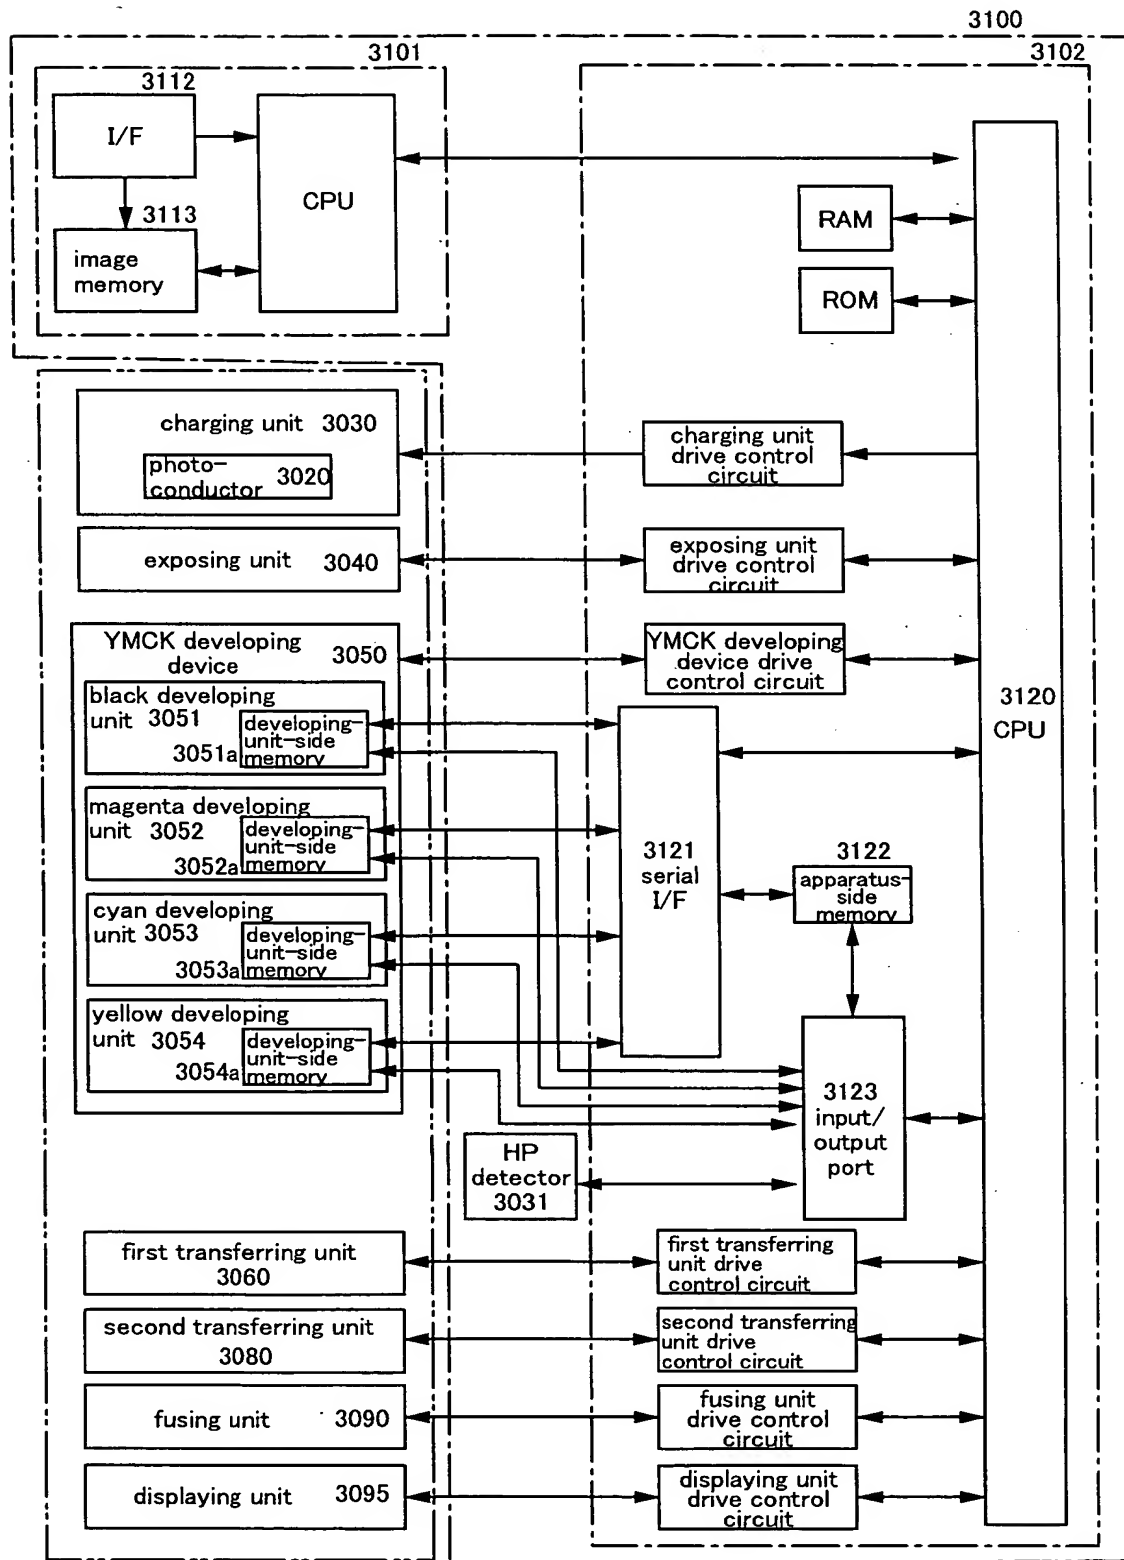 3100
3101
3102
3112
I/F
CPU
3113
image
memory
RAM
ROM
charging unit 3030
photo-
conductor 3020
charging unit
drive control
circuit
exposing unit 3040
exposing unit
drive control
circuit
YMCK developing
device 3050
YMCK developing
device drive
control circuit
black developing
unit 3051
3051a
developing-
unit-side
memory
magenta developing
unit 3052
3052a
developing-
unit-side
memory
cyan developing
unit 3053
3053a
developing-
unit-side
memory
yellow developing
unit 3054
3054a
developing-
unit-side
memory
3120
CPU
3121
serial
I/F
3122
apparatus-
side
memory
3123
input/
output
port
HP
detector
3031
first transferring unit
3060
first transferring
unit drive
control circuit
second transferring unit
3080
second transferring
unit drive
control circuit
fusing unit 3090
fusing unit
drive control
circuit
displaying unit 3095
displaying unit
drive control
circuit